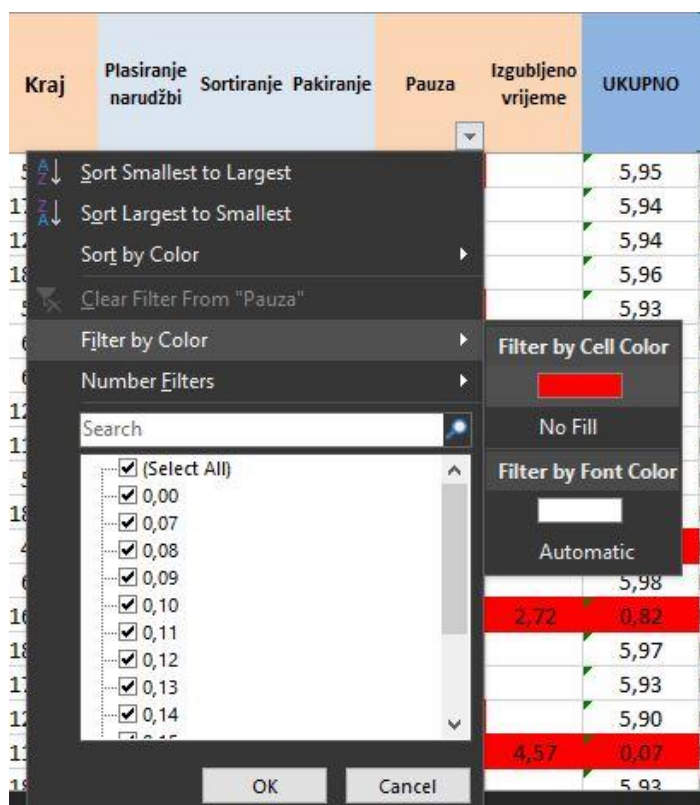 Kraj
Plasiranje
narudžbi
Sortiranje
Pakiranje
Pauza
Izgubljeno
vrijeme
UKUPNO
Sort Smallest to Largest
Sort Largest to Smallest
Sort by Color
Clear Filter From "Pauza"
Filter by Color
Number Filters
Search
(Select All)
0,00
0,07
0,08
0,09
0,10
0,11
0,12
0,13
0,14
OK
Cancel
Filter by Cell Color
No Fill
Filter by Font Color
Automatic
5,95
5,94
5,94
5,96
5,93
5,98
2,72 0,82
5,97
5,93
5,90
4,57 0,07
5,93